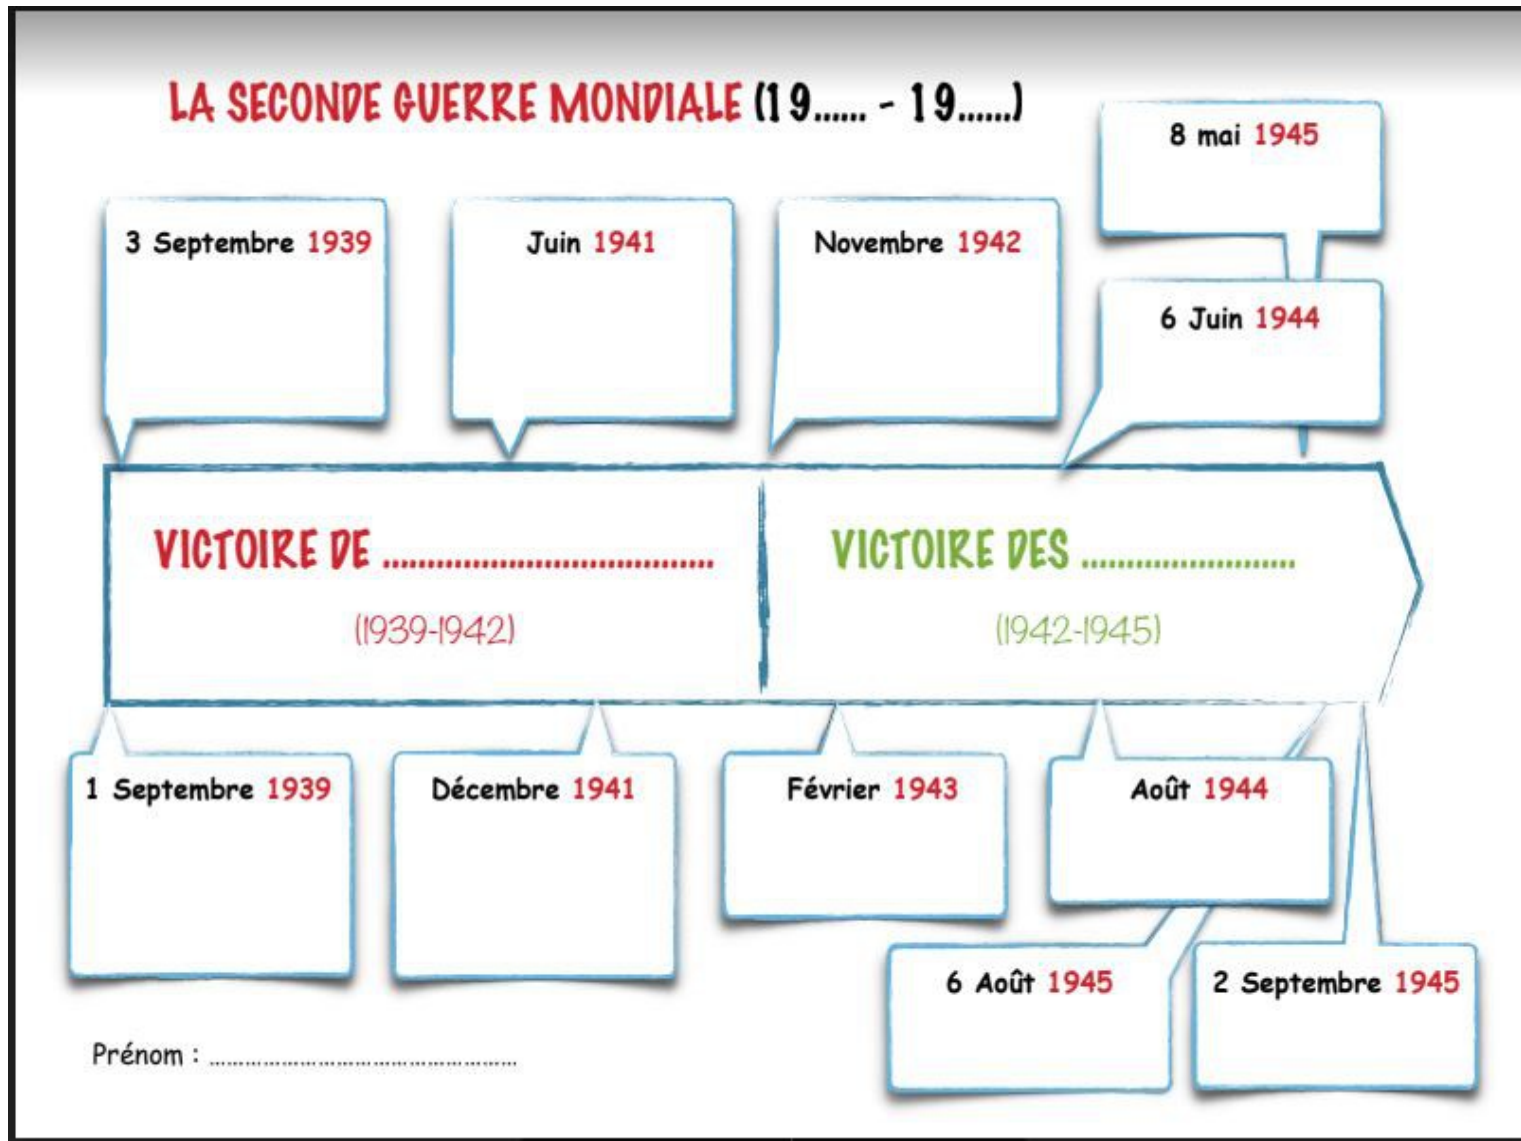 LA SECONDE GUERRE MONDIALE (19...... - 19......)
8 mai 1945
3 Septembre 1939
Juin 1941
Novembre 1942
6 Juin 1944
VICTOIRE DE .....................................
(1939-1942)
VICTOIRE DES ........................
(1942-1945)
1 Septembre 1939
Décembre 1941
Février 1943
Août 1944
6 Août 1945
2 Septembre 1945
Prénom : ...................................................